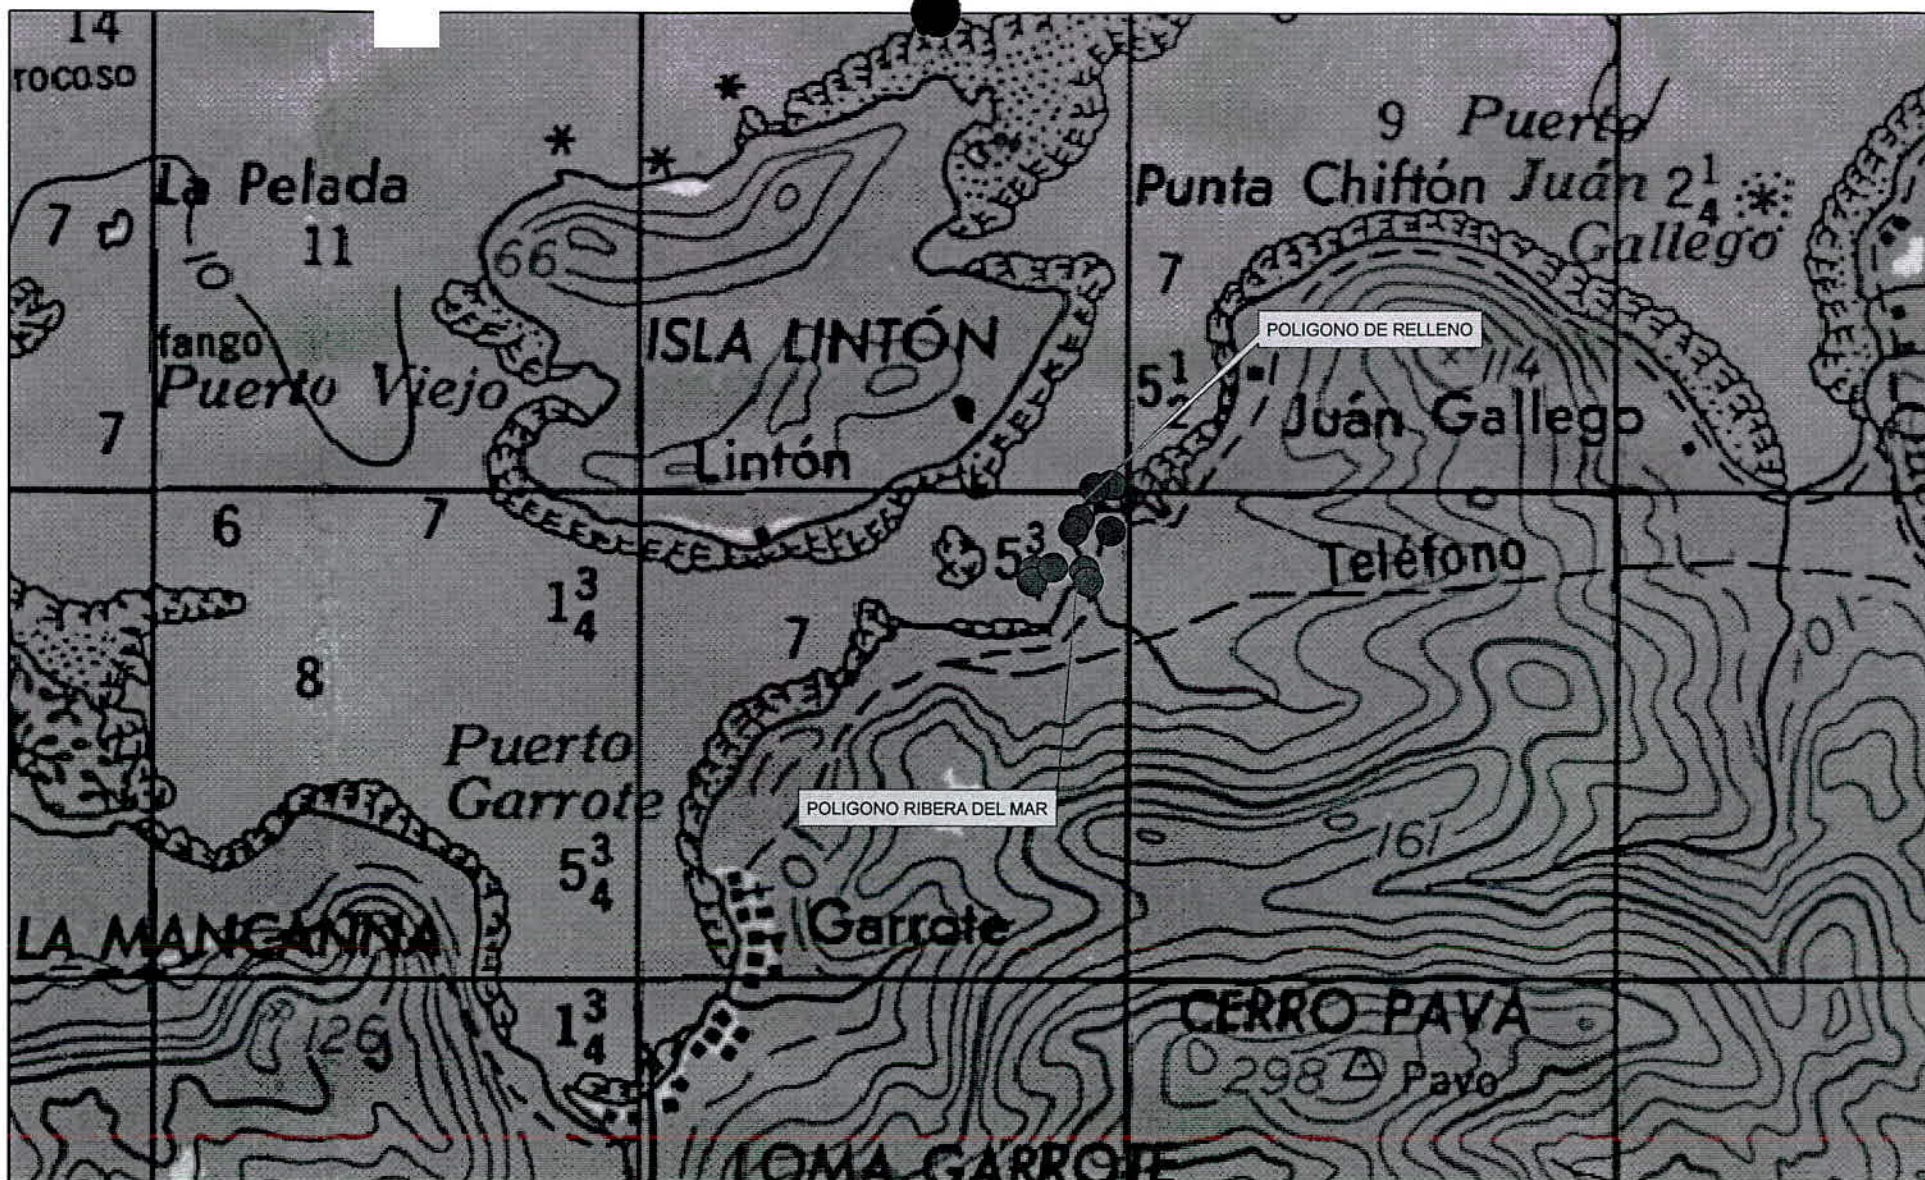 14
rocoso
9 Puerto
La Pelada
Punta Chiftón Juán 2 1/4
7
11
Gallego
10
66
7
fango
ISLA LINTÓN
POLIGONO DE RELLENO
114
Puerto Viejo
5 1/2
7
Juán Gallego
Lintón
6
7
5 3
Teléfono
1 3/4
7
8
Puerto
Garrote
POLIGONO RIBERA DEL MAR
161
5 3/4
LA MANGANNA
Garrote
1 3/4
CERRO PAVA
126
298 Pavo
LOMA GARROTE